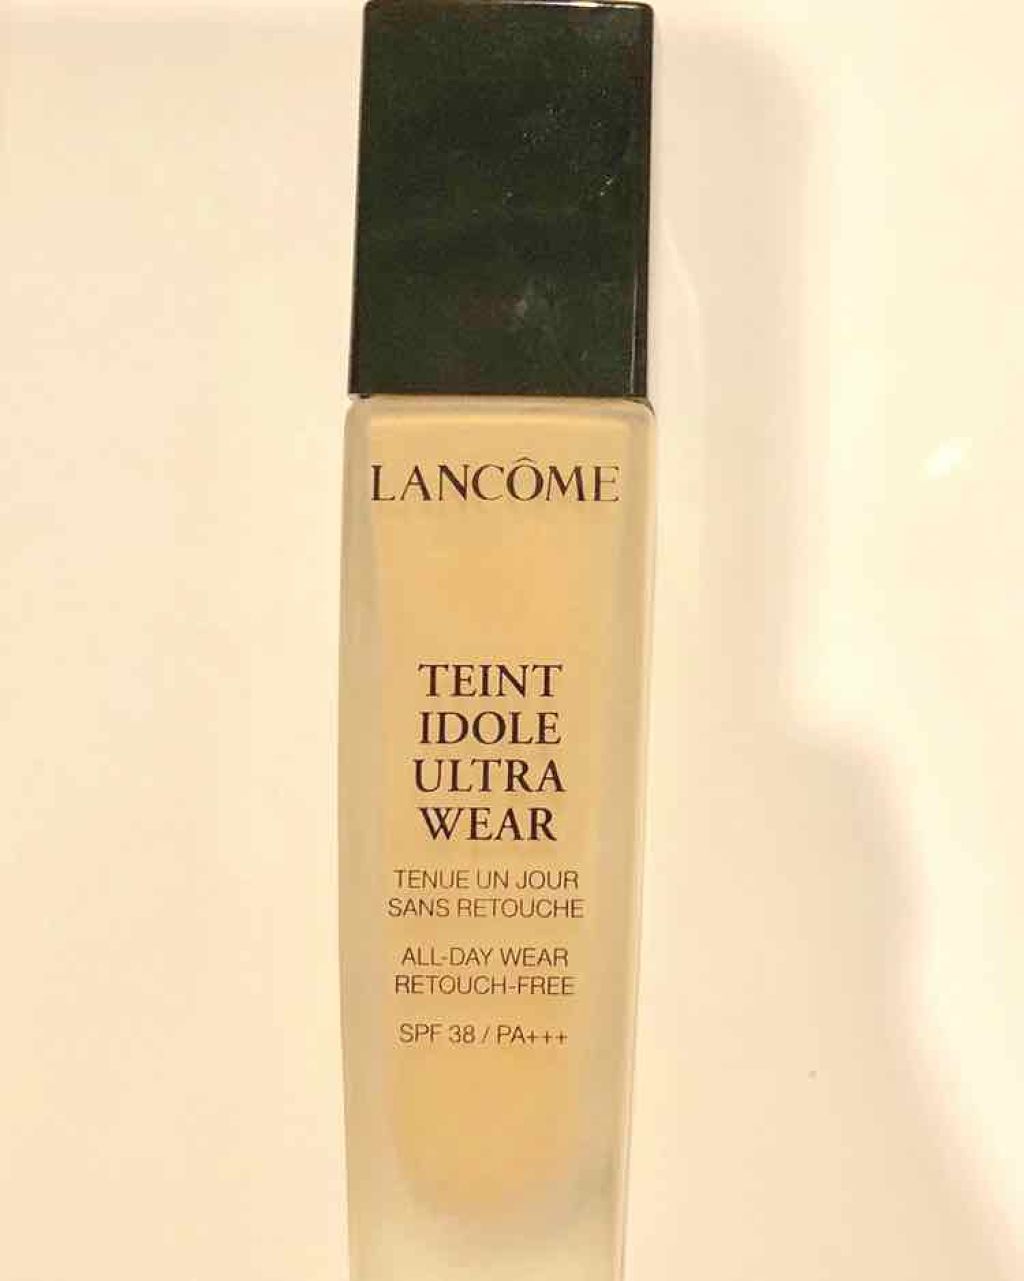 LANCÔME
TEINT
IDOLE
ULTRA
WEAR
TENUE UN JOUR
SANS RETOUCHE
ALL-DAY WEAR
RETOUCH-FREE
SPF 38 / PA+++